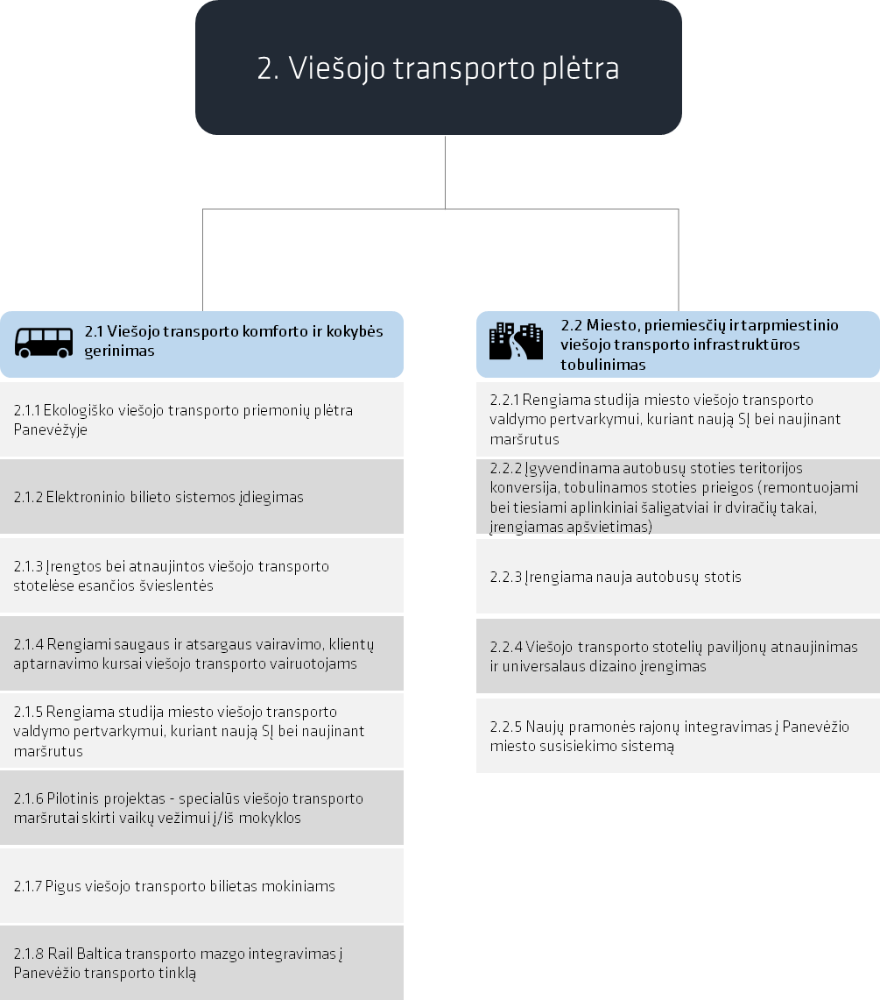 2. Viešojo transporto plėtra
2.1 Viešojo transporto komforto ir kokybės
gerinimas
2.1.1 Ekologiško viešojo transporto priemonių plėtra
Panevėžyje
2.1.2 Elektroninio bilieto sistemos įdiegimas
2.1.3 Įrengtos bei atnaujintos viešojo transporto
stotelėse esančios švieslentės
2.1.4 Rengiami saugaus ir atsargaus vairavimo, klientų
aptarnavimo kursai viešojo transporto vairuotojams
2.1.5 Rengiama studija miesto viešojo transporto
valdymo pertvarkymui, kuriant naują SĮ bei naujinant
maršrutus
2.1.6 Pilotinis projektas - specialūs viešojo transporto
maršrutai skirti vaikų vežimui į/iš mokyklos
2.1.7 Pigus viešojo transporto bilietas mokiniams
2.1.8 Rail Baltica transporto mazgo integravimas į
Panevėžio transporto tinklą
2.2 Miesto, priemiesčių ir tarpmiestinio
viešojo transporto infrastruktūros
tobulinimas
2.2.1 Rengiama studija miesto viešojo transporto
valdymo pertvarkymui, kuriant naują SĮ bei naujinant
maršrutus
2.2.2 Įgyvendinama autobusų stoties teritorijos
konversija, tobulinamos stoties prieigos (remontuojami
bei tiesiami aplinkiniai šaligatviai ir dviračių takai,
įrengiamas apšvietimas)
2.2.3 Įrengiama nauja autobusų stotis
2.2.4 Viešojo transporto stotelių paviljonų atnaujinimas
ir universalaus dizaino įrengimas
2.2.5 Naujų pramonės rajonų integravimas į Panevėžio
miesto susisiekimo sistemą